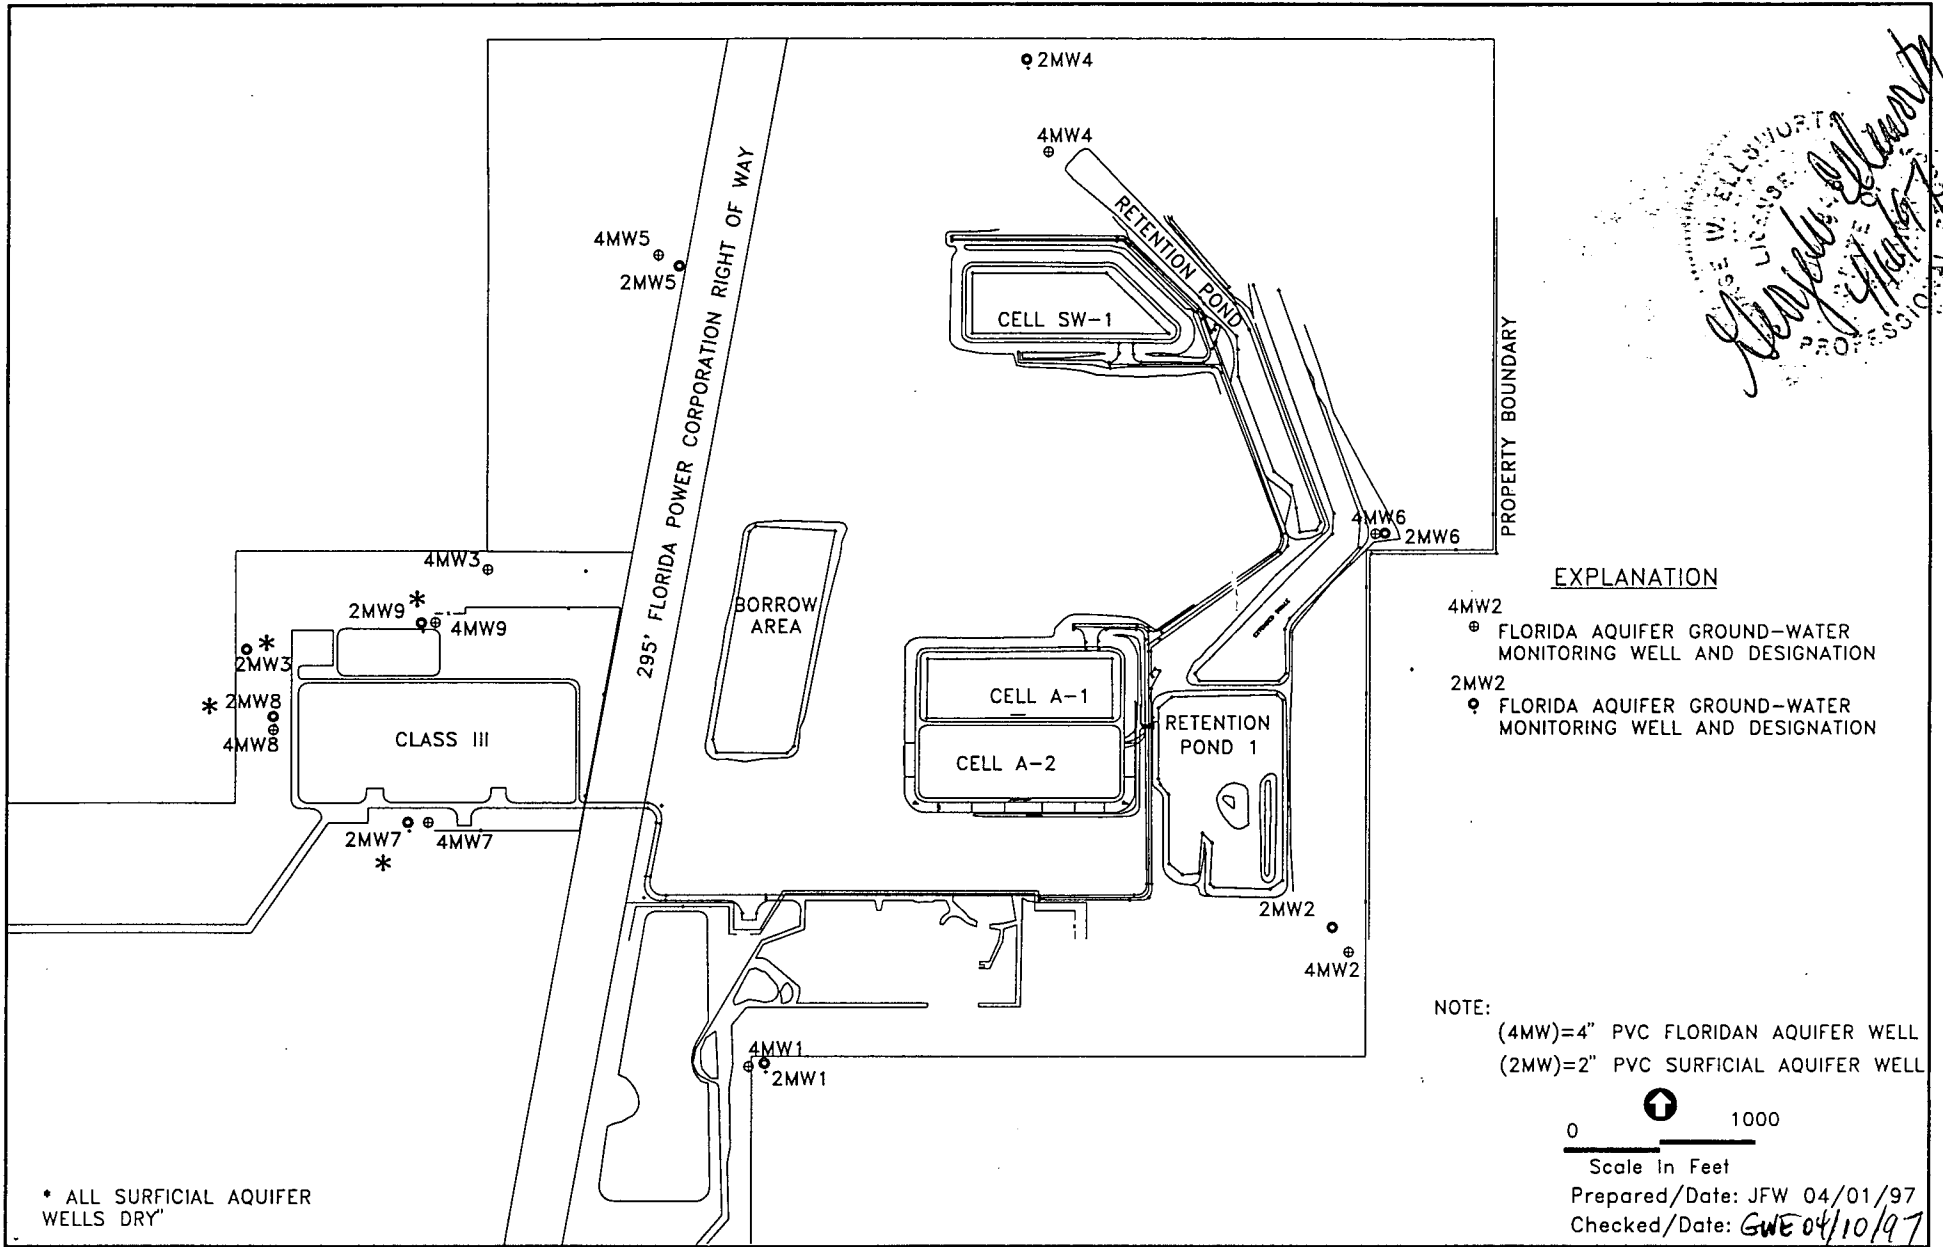 2MW4
4MW4
RETENTION POND
4MW5
2MW5
CELL SW-1
295' FLORIDA POWER CORPORATION RIGHT OF WAY
PROPERTY BOUNDARY
4MW6
2MW6
4MW3
2MW9 *
4MW9
BORROW
AREA
*
2MW3
* 2MW8
4MW8
CLASS III
CELL A-1
CELL A-2
RETENTION
POND 1
2MW7
4MW7
*
2MW2
4MW2
4MW1
2MW1
EXPLANATION
4MW2
FLORIDA AQUIFER GROUND-WATER
MONITORING WELL AND DESIGNATION
2MW2
FLORIDA AQUIFER GROUND-WATER
MONITORING WELL AND DESIGNATION
NOTE:
(4MW)=4" PVC FLORIDAN AQUIFER WELL
(2MW)=2" PVC SURFICIAL AQUIFER WELL
0 1000
Scale in Feet
Prepared/Date: JFW 04/01/97
Checked/Date: GWE 04/10/97
* ALL SURFICIAL AQUIFER
WELLS DRY"